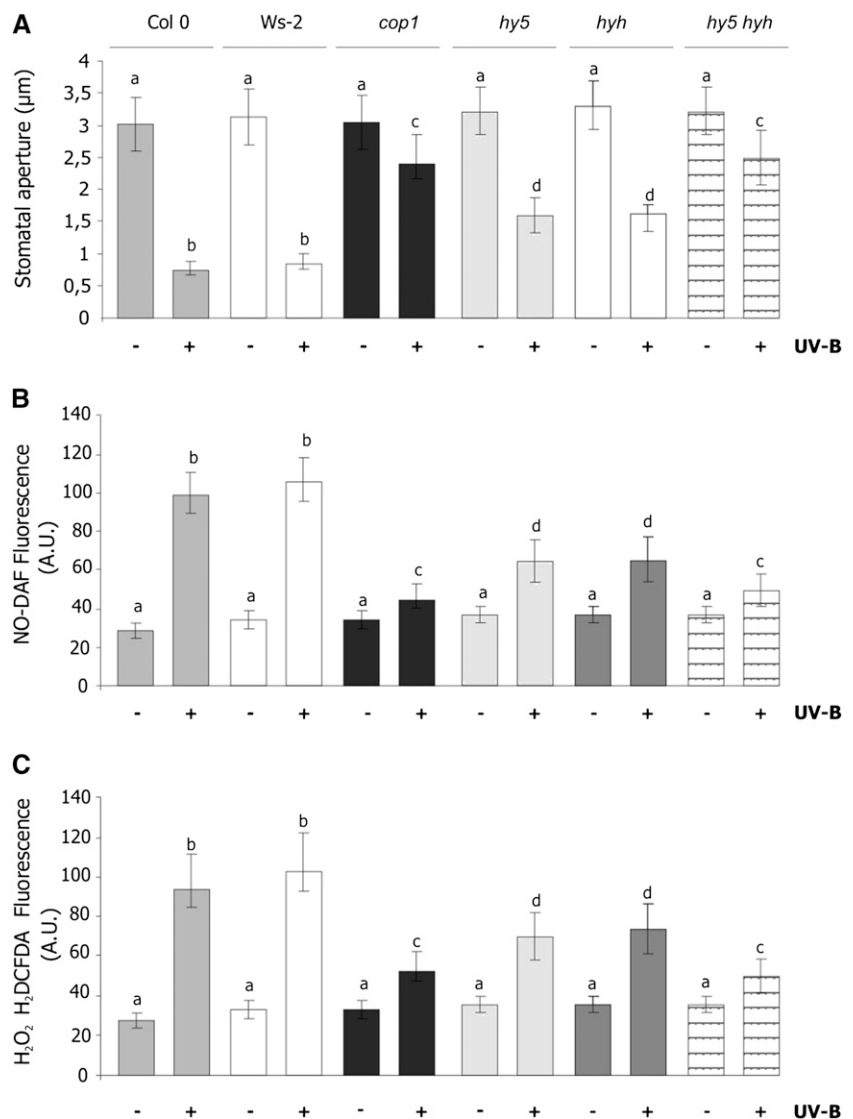 A
Col 0 Ws-2 cop1 hy5 hyh hy5 hyh
Stomatal aperture (µm)
4
3,5
3
2,5
2
1,5
1
0,5
0
a b a b a c a d a d a c
- + - + - + - + - + - + UV-B
B
NO-DAF Fluorescence
(A.U.)
140
120
100
80
60
40
20
0
a b a b a c a d a d a c
- + - + - + - + - + - + UV-B
C
H₂O₂ H₂DCFDA Fluorescence
(A.U.)
140
120
100
80
60
40
20
0
a b a b a c a d a d a c
- + - + - + - + - + - + UV-B